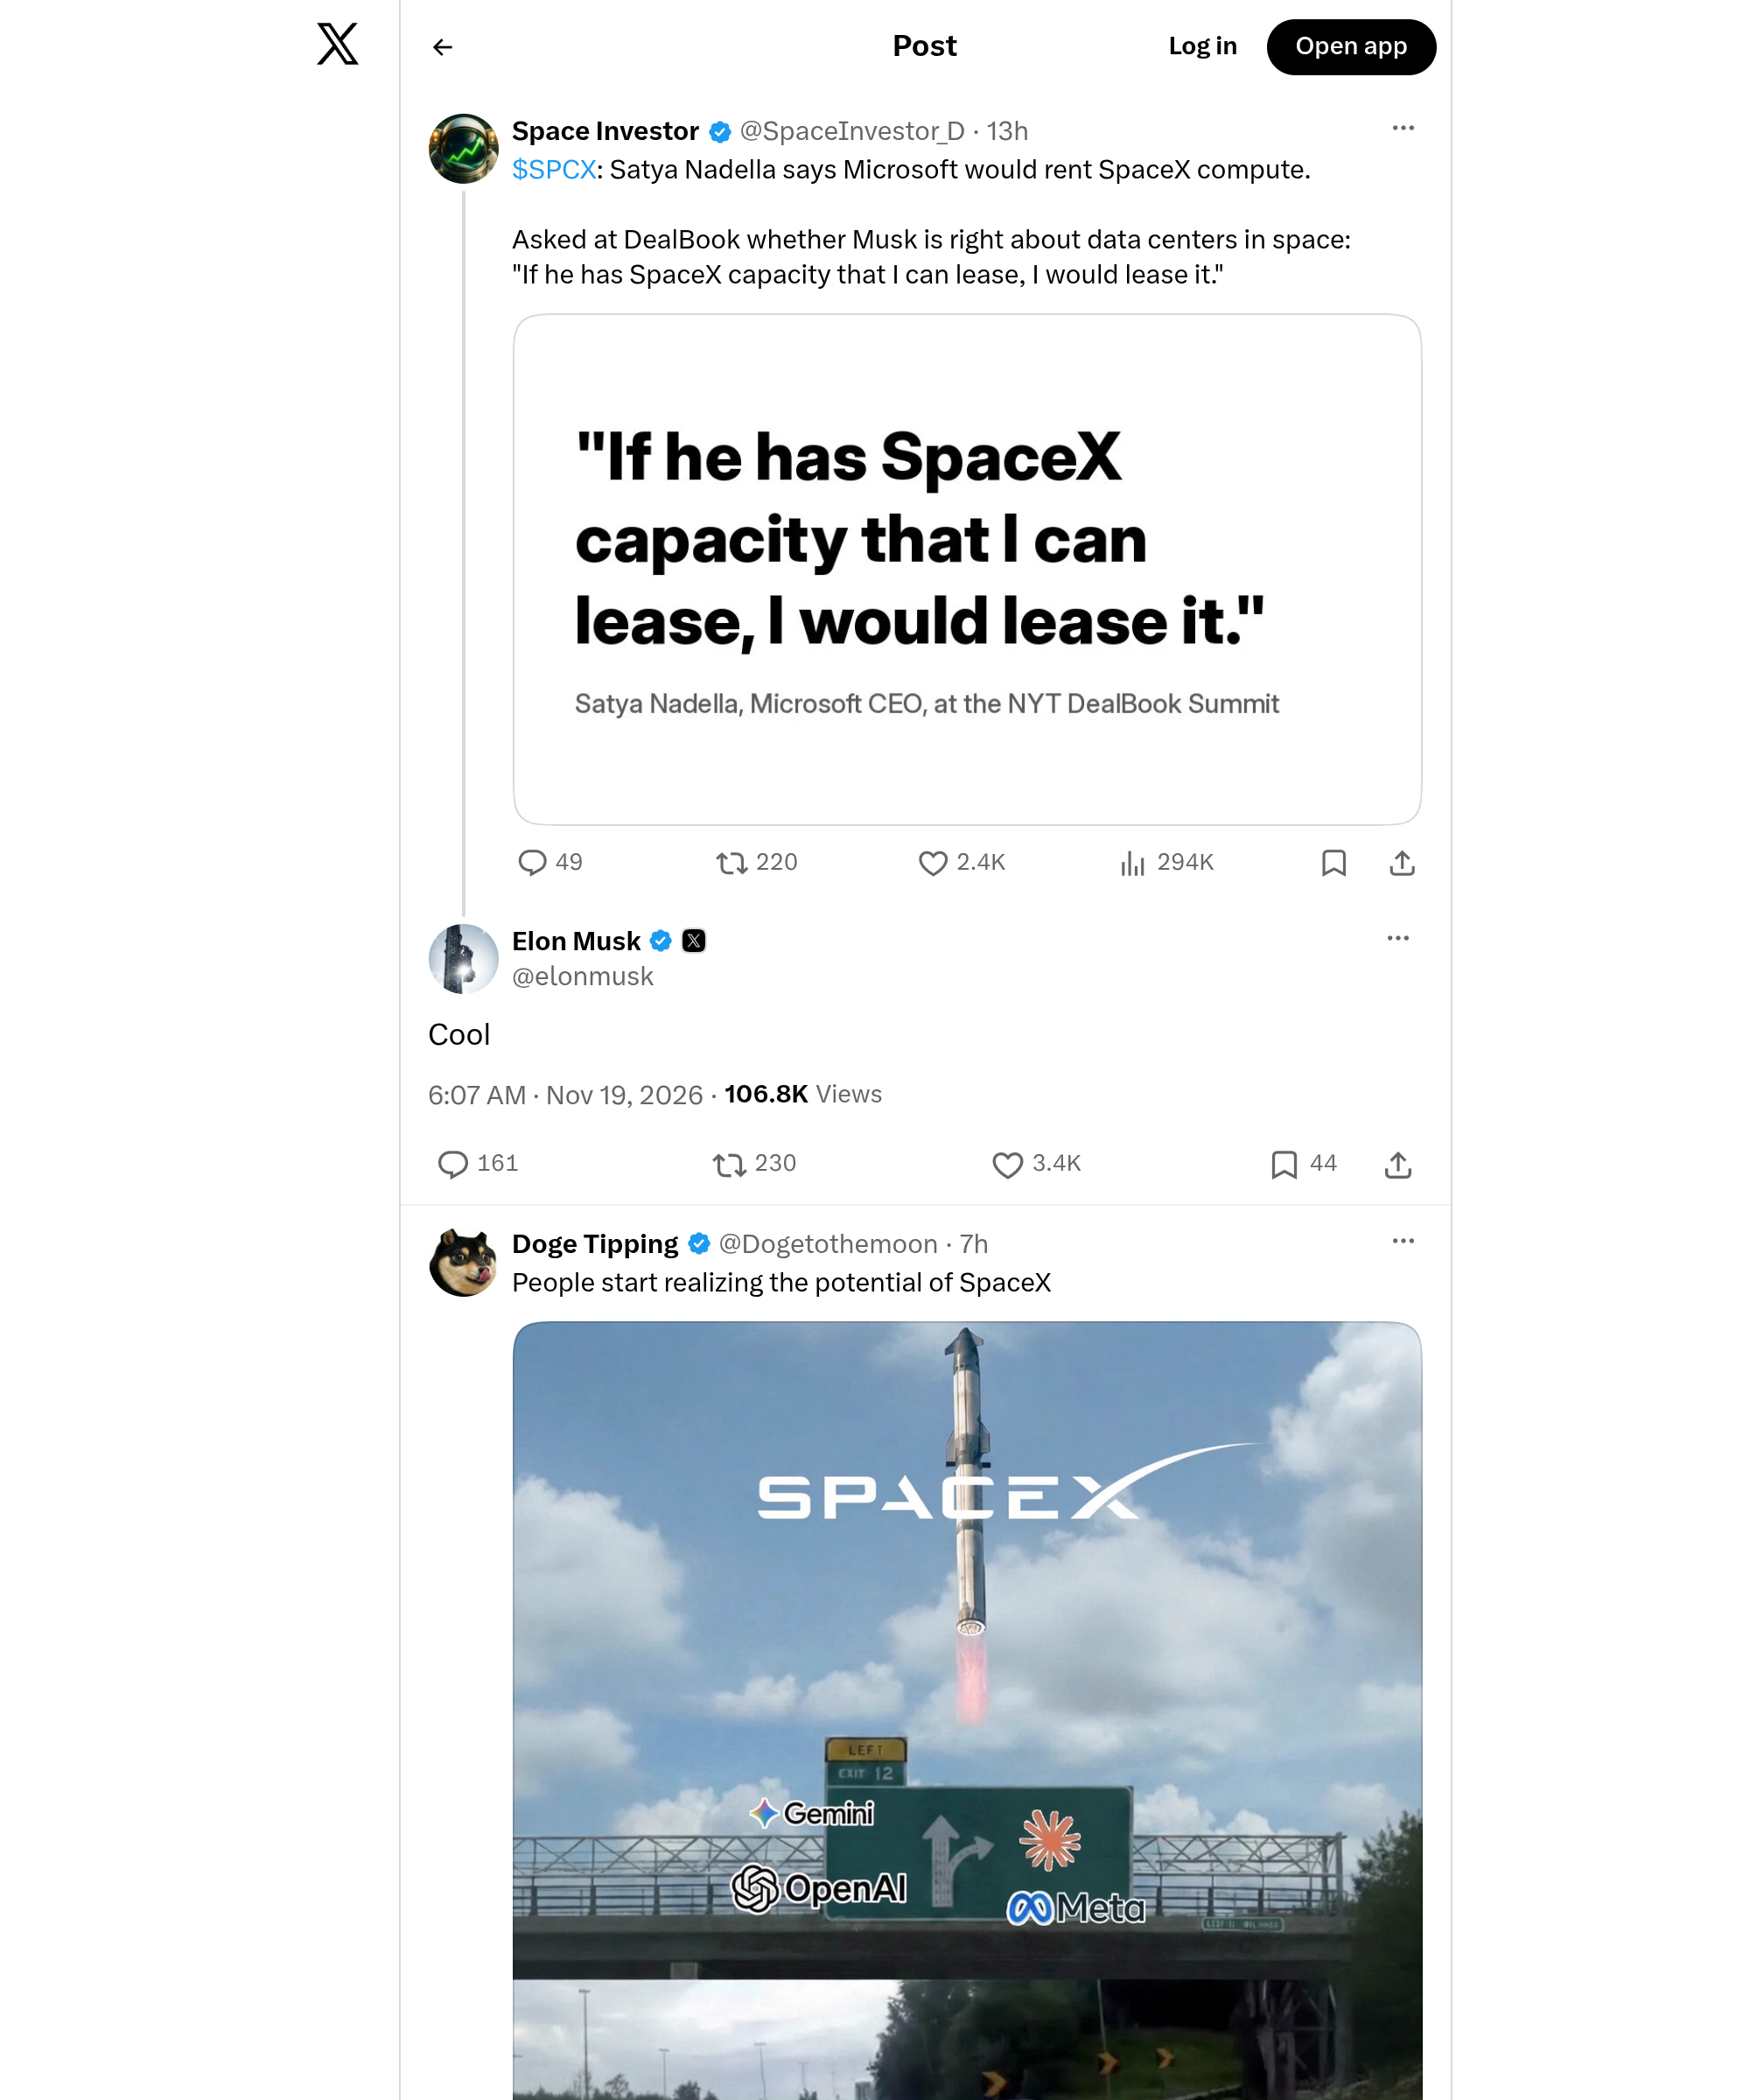 Post
Log in
Open app
Space Investor @SpaceInvestor_D · 13h
$SPCX: Satya Nadella says Microsoft would rent SpaceX compute.
Asked at DealBook whether Musk is right about data centers in space:
"If he has SpaceX capacity that I can lease, I would lease it."
"If he has SpaceX
capacity that I can
lease, I would lease it."
Satya Nadella, Microsoft CEO, at the NYT DealBook Summit
49 220 2.4K 294K
Elon Musk
@elonmusk
Cool
6:07 AM · Nov 19, 2026 · 106.8K Views
161 230 3.4K 44
Doge Tipping @Dogetothemoon · 7h
People start realizing the potential of SpaceX
SPACEX
LEFT
EXIT 12
Gemini
OpenAI
Meta